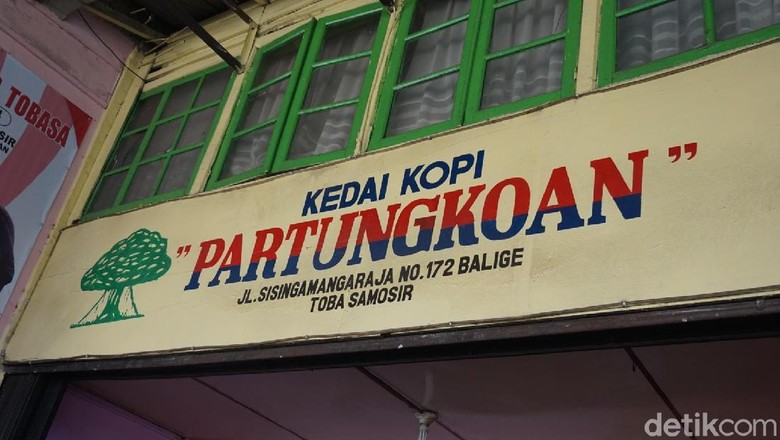 TOBASA
KEDAI KOPI
" PARTUNGKOAN "
JL. SISINGAMANGARAJA NO. 172 BALIGE
TOBA SAMOSIR
detikcom